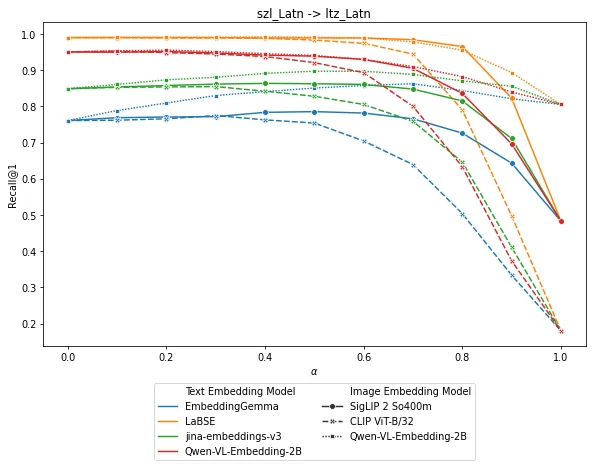 szl_Latn -> ltz_Latn
1.0
0.9
0.8
0.7
0.6
0.5
0.4
0.3
0.2
Recall@1
0.0 0.2 0.4 0.6 0.8 1.0
α
Text Embedding Model Image Embedding Model
EmbeddingGemma SigLIP 2 So400m
LaBSE CLIP ViT-B/32
jina-embeddings-v3 Qwen-VL-Embedding-2B
Qwen-VL-Embedding-2B